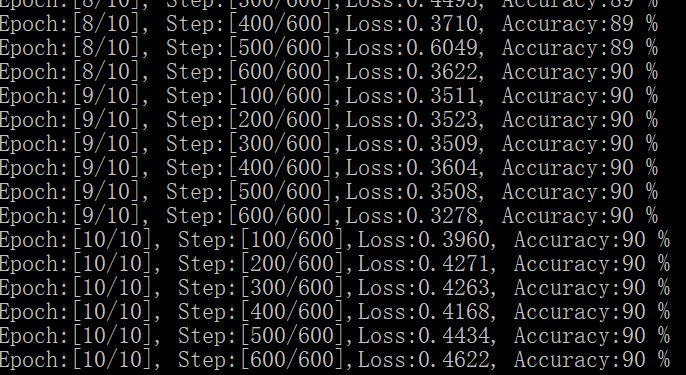 Epoch:[8/10], Step:[300/600],Loss:0.4493, Accuracy:89 %
Epoch:[8/10], Step:[400/600],Loss:0.3710, Accuracy:89 %
Epoch:[8/10], Step:[500/600],Loss:0.6049, Accuracy:89 %
Epoch:[8/10], Step:[600/600],Loss:0.3622, Accuracy:90 %
Epoch:[9/10], Step:[100/600],Loss:0.3511, Accuracy:90 %
Epoch:[9/10], Step:[200/600],Loss:0.3523, Accuracy:90 %
Epoch:[9/10], Step:[300/600],Loss:0.3509, Accuracy:90 %
Epoch:[9/10], Step:[400/600],Loss:0.3604, Accuracy:90 %
Epoch:[9/10], Step:[500/600],Loss:0.3508, Accuracy:90 %
Epoch:[9/10], Step:[600/600],Loss:0.3278, Accuracy:90 %
Epoch:[10/10], Step:[100/600],Loss:0.3960, Accuracy:90 %
Epoch:[10/10], Step:[200/600],Loss:0.4271, Accuracy:90 %
Epoch:[10/10], Step:[300/600],Loss:0.4263, Accuracy:90 %
Epoch:[10/10], Step:[400/600],Loss:0.4168, Accuracy:90 %
Epoch:[10/10], Step:[500/600],Loss:0.4434, Accuracy:90 %
Epoch:[10/10], Step:[600/600],Loss:0.4622, Accuracy:90 %